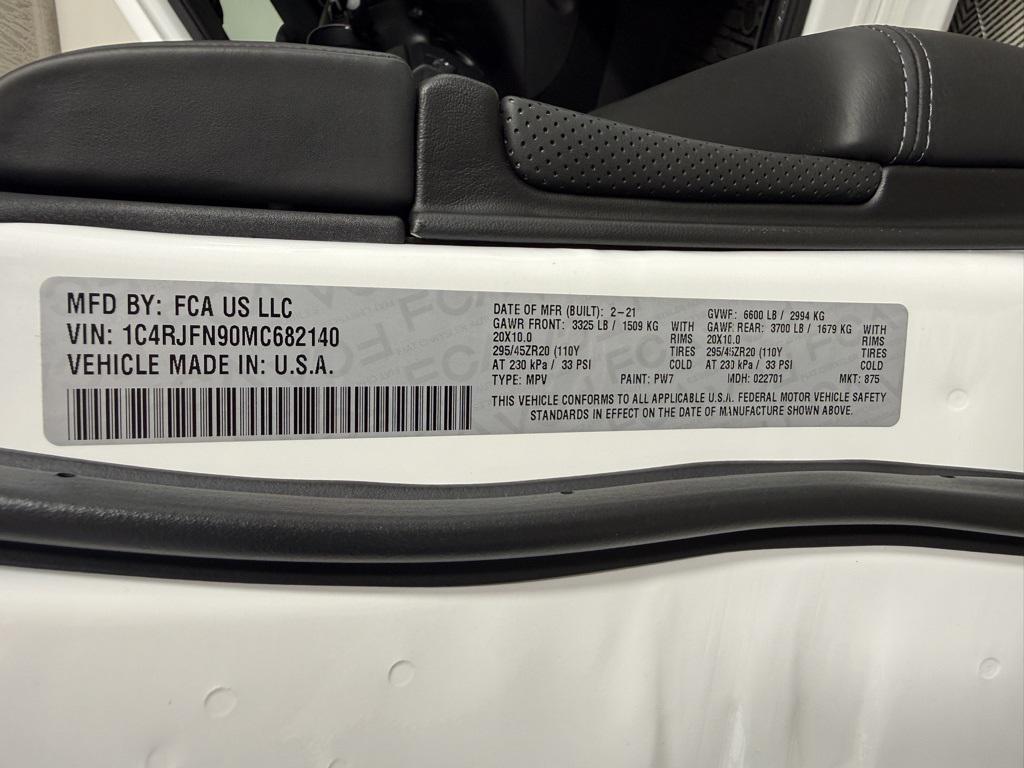 MFD BY: FCA US LLC
VIN: 1C4RJFN90MC682140
VEHICLE MADE IN: U.S.A.
DATE OF MFR (BUILT): 2-21
GAWR FRONT: 3325 LB / 1509 KG WITH
20X10.0 RIMS
295/45ZR20 (110Y TIRES
AT 230 kPa / 33 PSI COLD
GVWF: 6600 LB / 2994 KG
GAWF REAR: 3700 LB / 1679 KG WITH
20X10.0 RIMS
295/45ZR20 (110Y TIRES
AT 230 kPa / 33 PSI COLD
TYPE: MPV PAINT: PW7 MDH: 022701 MKT: 875
THIS VEHICLE CONFORMS TO ALL APPLICABLE U.S.A. FEDERAL MOTOR VEHICLE SAFETY
STANDARDS IN EFFECT ON THE DATE OF MANUFACTURE SHOWN ABOVE.